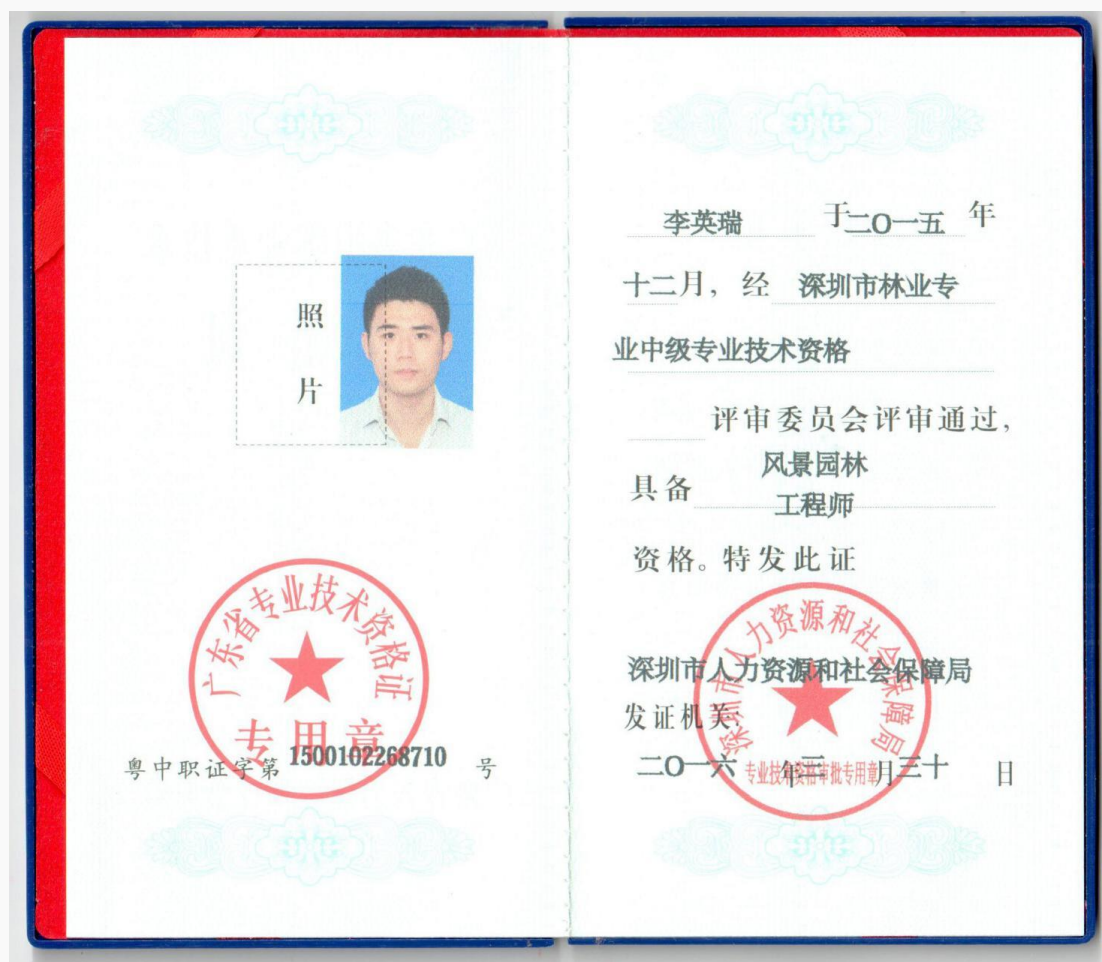 照
片
广东省专业技术资格证
专用章
粤中职证字第 1500102268710 号
李英瑞 于二O一五 年
十二月，经 深圳市林业专
业中级专业技术资格
评审委员会评审通过，
具备 风景园林
工程师
资格。特发此证
深圳市人力资源和社会保障局
深圳市人力资源和社会保障局
发证机关：
二O一六 年三月三十 日
专业技术资格审批专用章